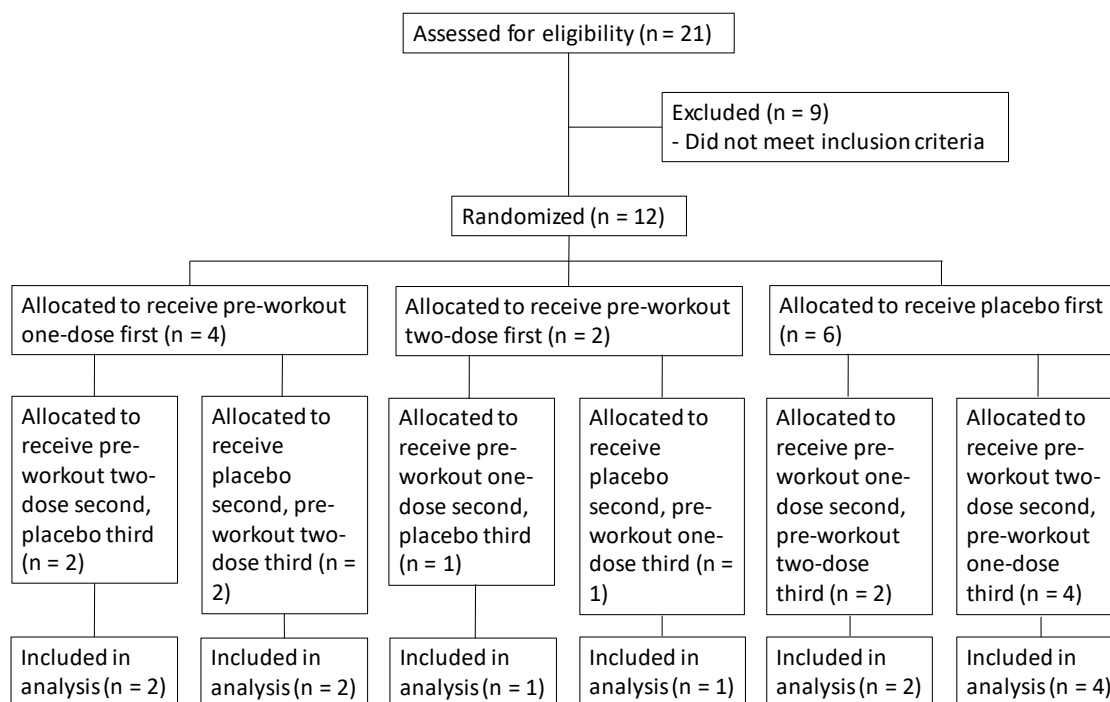 Assessed for eligibility (n = 21)
Excluded (n = 9)
- Did not meet inclusion criteria
Randomized (n = 12)
Allocated to receive pre-workout
one-dose first (n = 4)
Allocated to receive pre-workout
two-dose first (n = 2)
Allocated to receive placebo first
(n = 6)
Allocated to
receive pre-
workout two-
dose second,
placebo third
(n = 2)
Allocated to
receive
placebo
second, pre-
workout two-
dose third (n =
2)
Allocated to
receive pre-
workout one-
dose second,
placebo third
(n = 1)
Allocated to
receive
placebo
second, pre-
workout one-
dose third (n =
1)
Allocated to
receive pre-
workout one-
dose second,
pre-workout
two-dose
third (n = 2)
Allocated to
receive pre-
workout two-
dose second,
pre-workout
one-dose
third (n = 4)
Included in
analysis (n = 2)
Included in
analysis (n = 2)
Included in
analysis (n = 1)
Included in
analysis (n = 1)
Included in
analysis (n = 2)
Included in
analysis (n = 4)